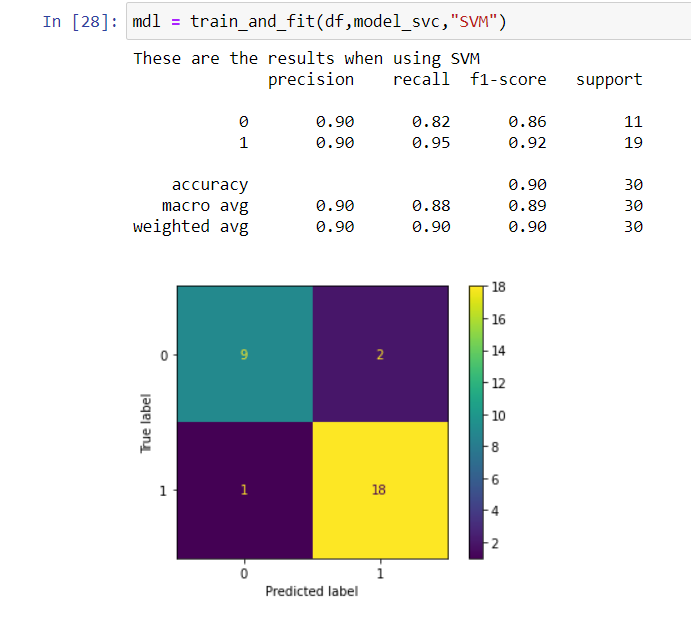 In [28]: mdl = train_and_fit(df,model_svc,"SVM")
These are the results when using SVM
precision recall f1-score support
0 0.90 0.82 0.86 11
1 0.90 0.95 0.92 19
accuracy 0.90 30
macro avg 0.90 0.88 0.89 30
weighted avg 0.90 0.90 0.90 30
True label
0
1
9 2
1 18
0 1
Predicted label
18
16
14
12
10
8
6
4
2